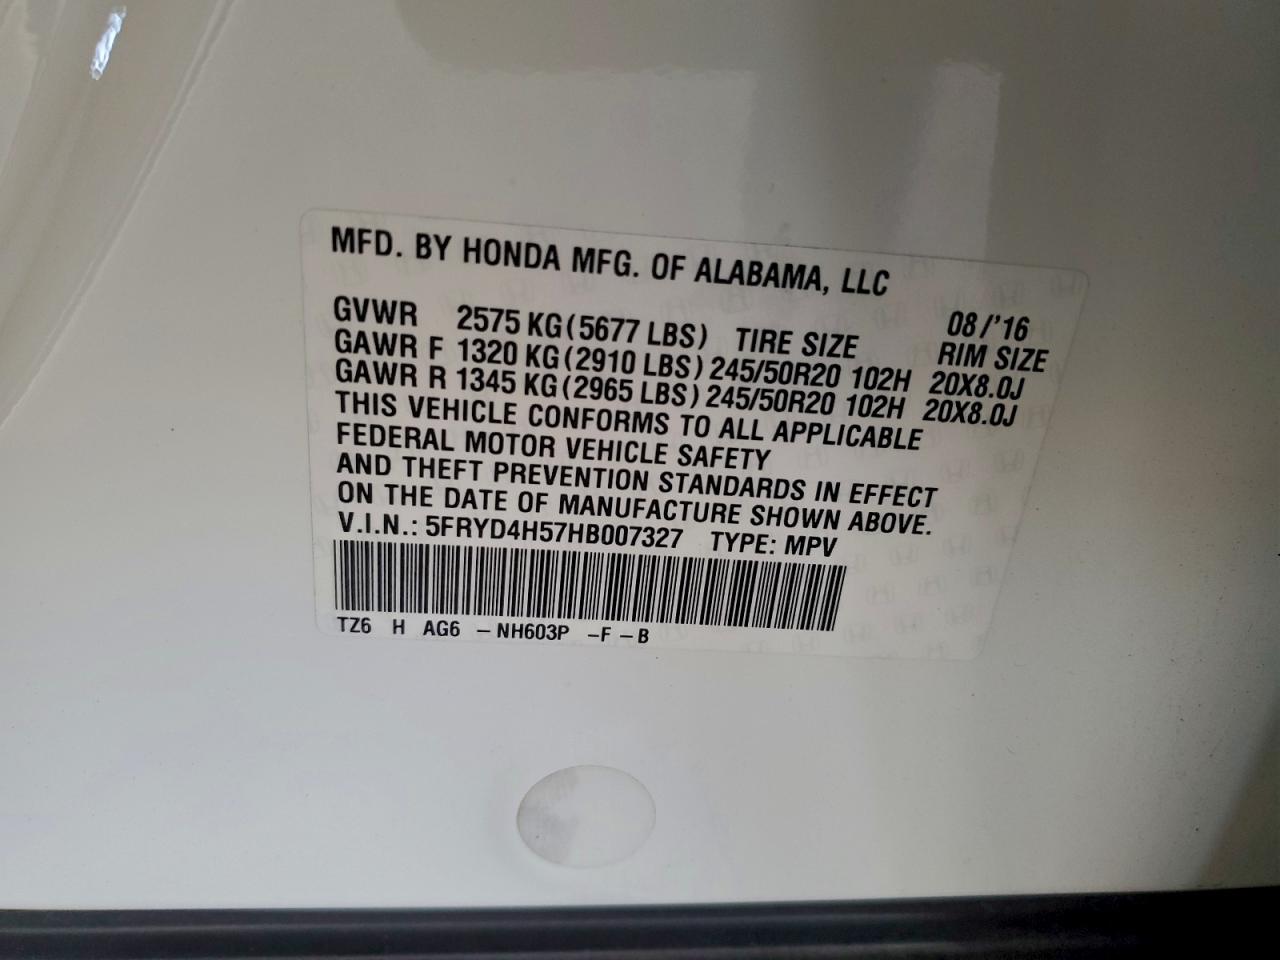 MFD. BY HONDA MFG. OF ALABAMA, LLC
08/'16
GVWR 2575 KG(5677 LBS) TIRE SIZE RIM SIZE
GAWR F 1320 KG(2910 LBS) 245/50R20 102H 20X8.0J
GAWR R 1345 KG(2965 LBS) 245/50R20 102H 20X8.0J
THIS VEHICLE CONFORMS TO ALL APPLICABLE
FEDERAL MOTOR VEHICLE SAFETY
AND THEFT PREVENTION STANDARDS IN EFFECT
ON THE DATE OF MANUFACTURE SHOWN ABOVE.
V.I.N.: 5FRYD4H57HB007327 TYPE: MPV
TZ6 H AG6 -NH603P -F-B